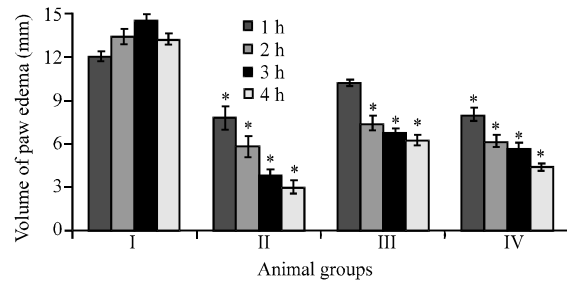 Volume of paw edema (mm)
15
12
9
6
3
0
1 h
2 h
3 h
4 h
* * * *
* * *
* * * *
I II III IV
Animal groups